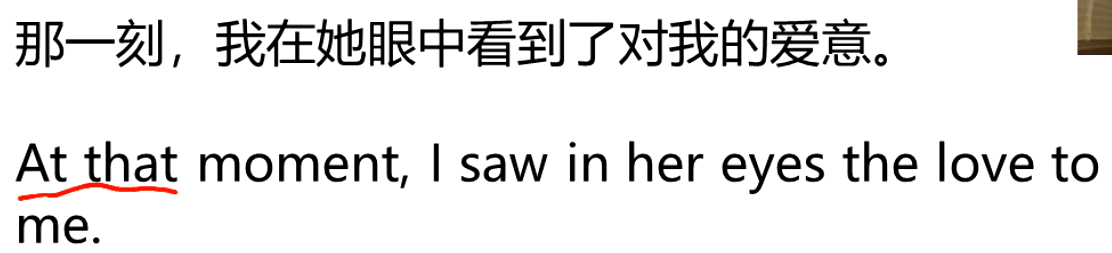 那一刻，我在她眼中看到了对我的爱意。
At that moment, I saw in her eyes the love to
me.